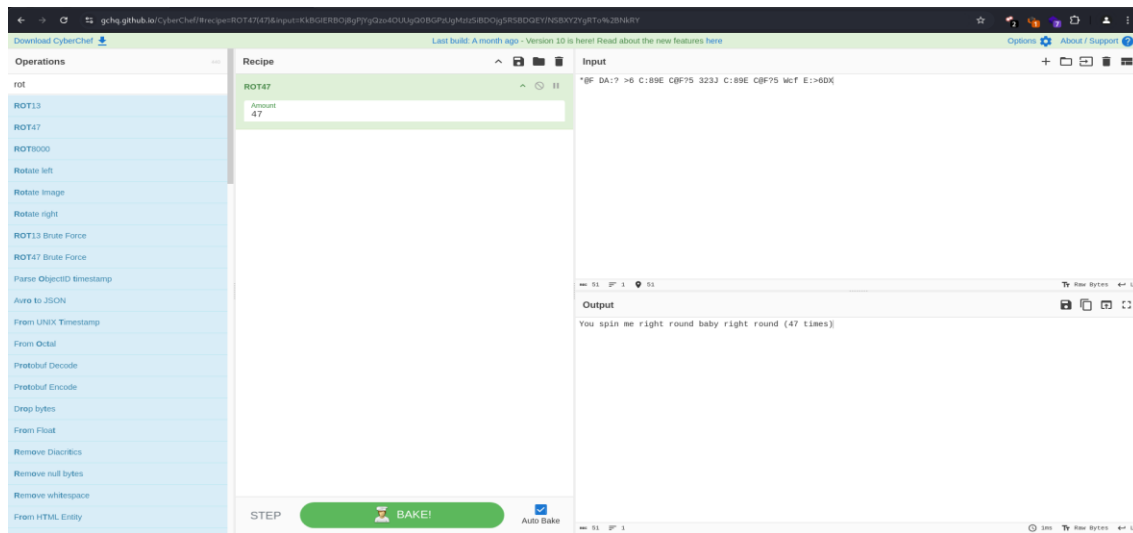 gchq.github.io/CyberChef/#recipe=ROT47(47)&input=KkBGIERBOjBgPjYgQzo4OUUgQ0BGPzUgMzIzSiBDOjg5RSBDQEY/NSBXY2YgRTo%2BNkRY
Download CyberChef
Last build: A month ago - Version 10 is here! Read about the new features here
Options
About / Support
Operations
Recipe
Input
rot
ROT13
ROT47
ROT8000
Rotate left
Rotate Image
Rotate right
ROT13 Brute Force
ROT47 Brute Force
Parse ObjectID timestamp
Avro to JSON
From UNIX Timestamp
From Octal
Protobuf Decode
Protobuf Encode
Drop bytes
From Float
Remove Diacritics
Remove null bytes
Remove whitespace
From HTML Entity
ROT47
Amount
47
STEP
BAKE!
Auto Bake
*@F DA:? >6 C:89E C@F?5 323J C:89E C@F?5 Wcf E:>6DX
51 1 51
Raw Bytes
Output
You spin me right round baby right round (47 times)
51 1
1ms Raw Bytes